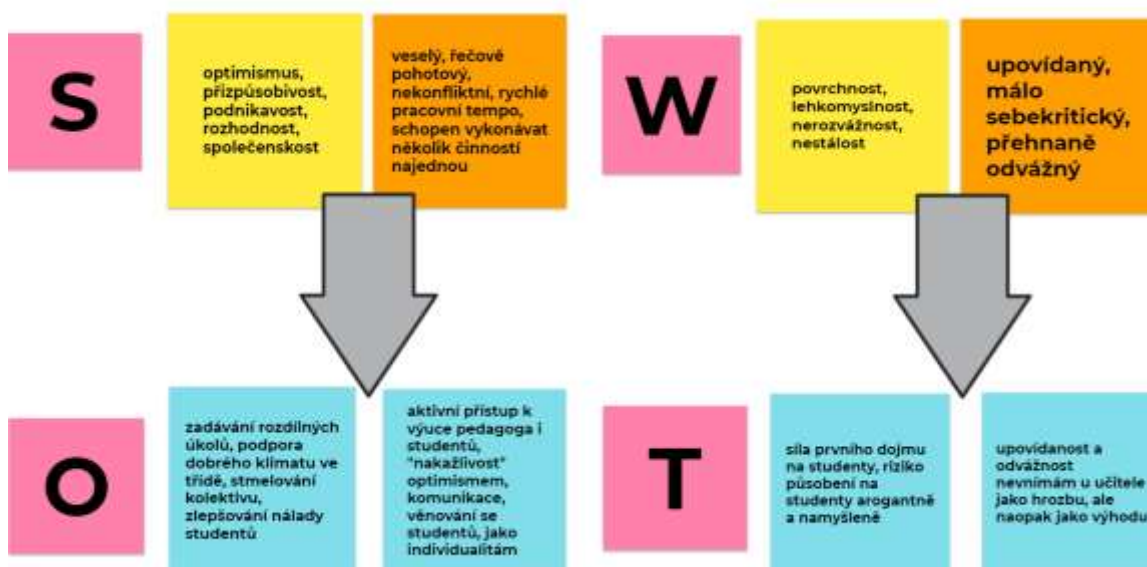 S
optimismus,
přizpůsobivost,
podnikavost,
rozhodnost,
společenskost
veselý, řečově
pohotový,
nekonfliktní, rychlé
pracovní tempo,
schopen vykonávat
několik činností
najednou
W
povrchnost,
lehkomyslnost,
nerozvážnost,
nestálost
upovídaný,
málo
sebekritický,
přehnaně
odvážný
O
zadávání rozdílných
úkolů, podpora
dobrého klimatu ve
třídě, stmelování
kolektivu,
zlepšování nálady
studentů
aktivní přístup k
výuce pedagoga i
studentů,
"nakažlivost"
optimismem,
komunikace,
věnování se
studentů, jako
individualitám
T
síla prvního dojmu
na studenty, riziko
působení na
studenty arogantně
a namyšleně
upovídanost a
odvážnost
nevnímám u učitele
jako hrozbu, ale
naopak jako výhodu